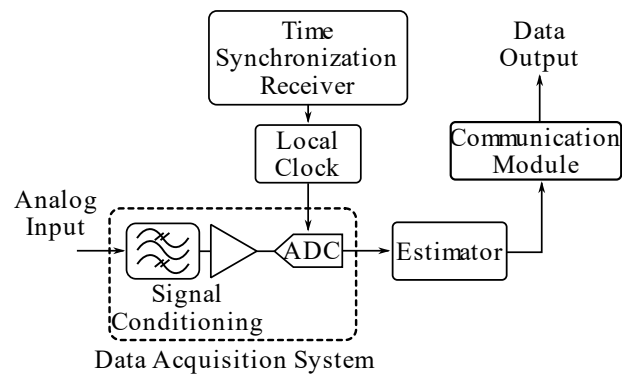 Time
Synchronization
Receiver
Data
Output
Local
Clock
Communication
Module
Analog
Input
ADC
Estimator
Signal
Conditioning
Data Acquisition System